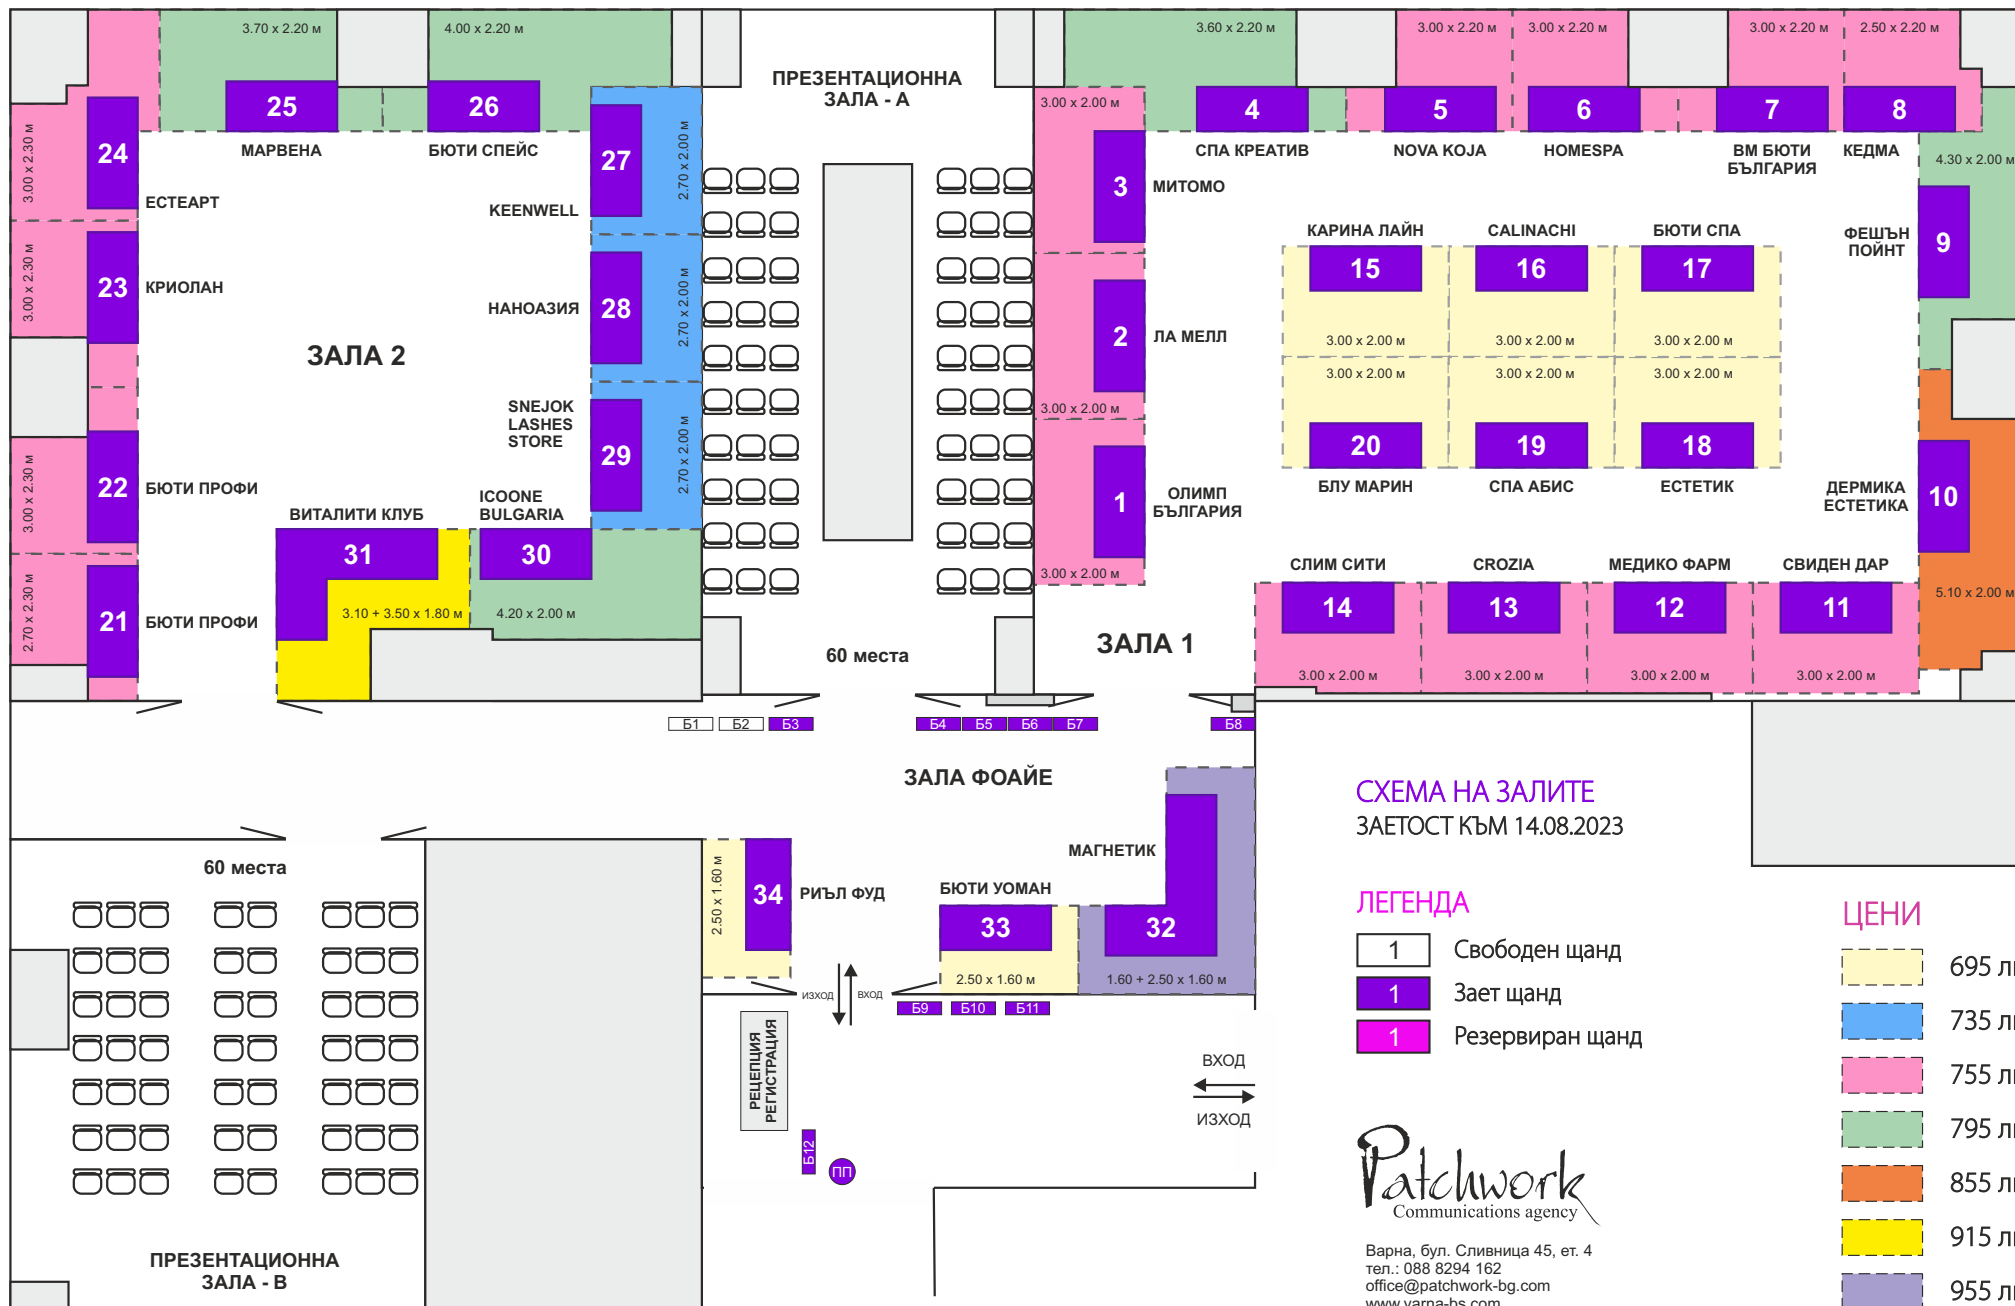 3.70 x 2.20 м
4.00 x 2.20 м
25
МАРВЕНА
26
БЮТИ СПЕЙС
24
ЕСТЕАРТ
3.00 x 2.30 м
23
КРИОЛАН
3.00 x 2.30 м
22
БЮТИ ПРОФИ
3.00 x 2.30 м
21
БЮТИ ПРОФИ
2.70 x 2.30 м
ЗАЛА 2
27
KEENWELL
2.70 x 2.00 м
28
НАНОАЗИЯ
2.70 x 2.00 м
29
SNEJOK
LASHES
STORE
2.70 x 2.00 м
ICOONE
BULGARIA
30
4.20 x 2.00 м
ВИТАЛИТИ КЛУБ
31
3.10 + 3.50 x 1.80 м
ПРЕЗЕНТАЦИОННА
ЗАЛА - А
60 места
3.00 x 2.00 м
3
МИТОМО
2
ЛА МЕЛЛ
3.00 x 2.00 м
1
ОЛИМП
БЪЛГАРИЯ
3.00 x 2.00 м
ЗАЛА 1
3.60 x 2.20 м
4
СПА КРЕАТИВ
3.00 x 2.20 м
5
NOVA KOJA
3.00 x 2.20 м
6
HOMESPA
3.00 x 2.20 м
7
ВМ БЮТИ
БЪЛГАРИЯ
2.50 x 2.20 м
8
КЕДМА
4.30 x 2.00 м
9
ФЕШЪН
ПОЙНТ
10
ДЕРМИКА
ЕСТЕТИКА
5.10 x 2.00 м
КАРИНА ЛАЙН
CALINACHI
БЮТИ СПА
15
16
17
3.00 x 2.00 м
3.00 x 2.00 м
3.00 x 2.00 м
3.00 x 2.00 м
3.00 x 2.00 м
3.00 x 2.00 м
20
19
18
БЛУ МАРИН
СПА АБИС
ЕСТЕТИК
СЛИМ СИТИ
CROZIA
МЕДИКО ФАРМ
СВИДЕН ДАР
14
13
12
11
3.00 x 2.00 м
3.00 x 2.00 м
3.00 x 2.00 м
3.00 x 2.00 м
Б1
Б2
Б3
Б4
Б5
Б6
Б7
Б8
ЗАЛА ФОАЙЕ
34
РИЪЛ ФУД
2.50 x 1.60 м
БЮТИ УОМАН
33
2.50 x 1.60 м
МАГНЕТИК
32
1.60 + 2.50 x 1.60 м
ИЗХОД
ВХОД
Б9
Б10
Б11
РЕЦЕПЦИЯ
РЕГИСТРАЦИЯ
Б12
ПП
ВХОД
ИЗХОД
60 места
ПРЕЗЕНТАЦИОННА
ЗАЛА - В
СХЕМА НА ЗАЛИТЕ
ЗАЕТОСТ КЪМ 14.08.2023
ЛЕГЕНДА
1 Свободен щанд
1 Зает щанд
1 Резервиран щанд
Patchwork
Communications agency
Варна, бул. Сливница 45, ет. 4
тел.: 088 8294 162
office@patchwork-bg.com
www.varna-bs.com
ЦЕНИ
695 л
735 л
755 л
795 л
855 л
915 л
955 л